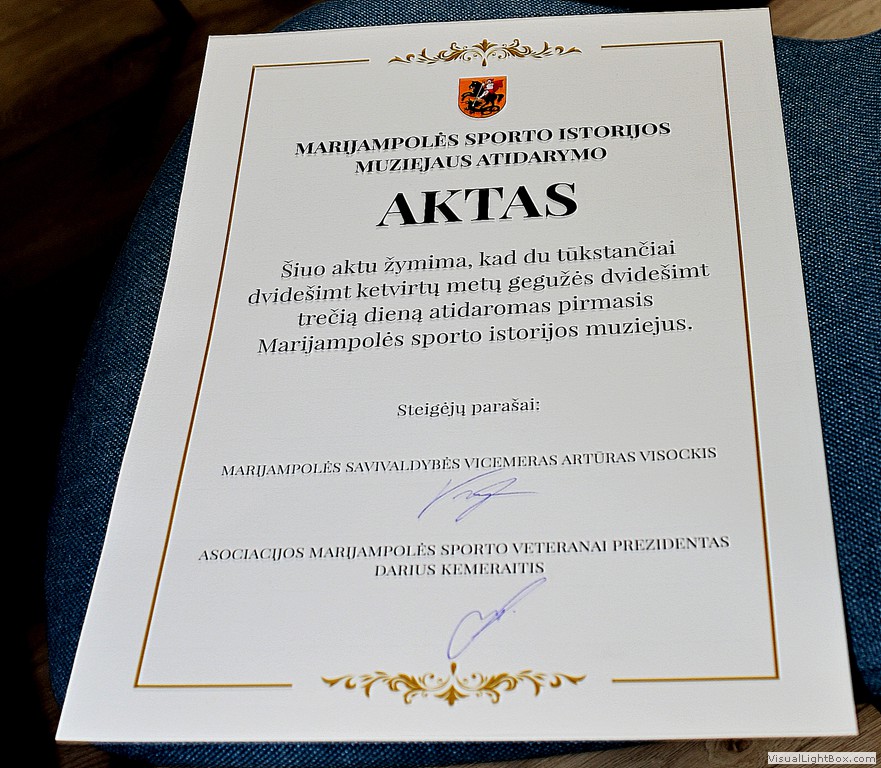 MARIJAMPOLĖS SPORTO ISTORIJOS
MUZIEJAUS ATIDARYMO
AKTAS
Šiuo aktu žymima, kad du tūkstančiai
dvidešimt ketvirtų metų gegužės dvidešimt
trečią dieną atidaromas pirmasis
Marijampolės sporto istorijos muziejus.
Steigėjų parašai:
MARIJAMPOLĖS SAVIVALDYBĖS VICEMERAS ARTŪRAS VISOCKIS
ASOCIACIJOS MARIJAMPOLĖS SPORTO VETERANAI PREZIDENTAS
DARIUS KEMERAITIS
VisualLightBox.com